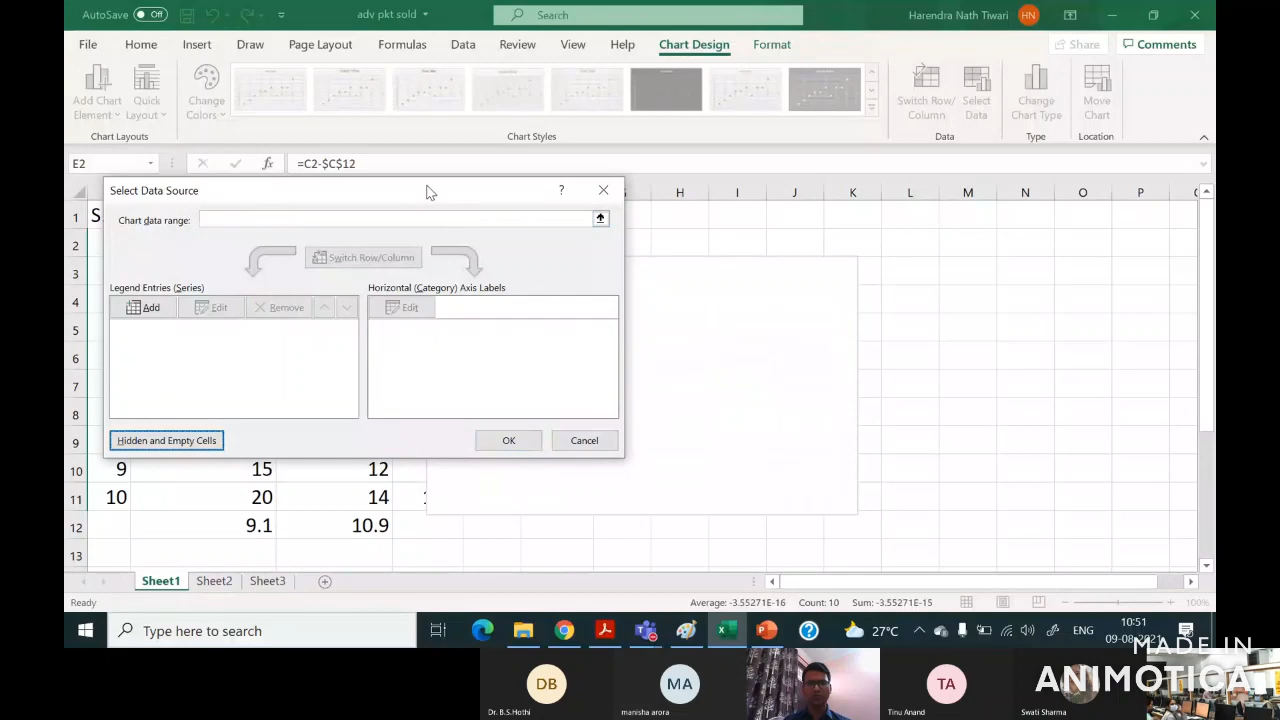 AutoSave Off adv pkt sold Search Harendra Nath Tiwari HN
File Home Insert Draw Page Layout Formulas Data Review View Help Chart Design Format Share Comments
Add Chart Element Quick Layout Change Colors Switch Row/ Column Select Data Change Chart Type Move Chart
Chart Layouts Chart Styles Data Type Location
E2 fx =C2-$C$12
Select Data Source ? H I J K L M N O P
Chart data range:
1 S
2
Switch Row/Column
3
Legend Entries (Series) Horizontal (Category) Axis Labels
4 Add Edit Remove Edit
5
6
7
8
9 Hidden and Empty Cells OK Cancel
10 9 15 12
11 10 20 14
12 9.1 10.9
13
Sheet1 Sheet2 Sheet3
Ready Average: -3.55271E-16 Count: 10 Sum: -3.55271E-15 100%
Type here to search 27°C ENG 10:51
09-08-2021
MADE IN
ANIMOTICA
DB MA TA
Dr. B.S.Hothi manisha arora Tinu Anand Swati Sharma